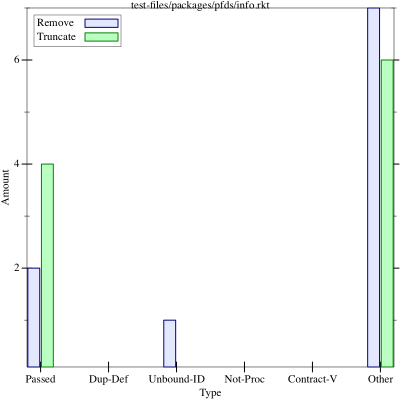 test-files/packages/pfds/info.rkt
Remove
Truncate
6
4
2
Amount
Passed Dup-Def Unbound-ID Not-Proc Contract-V Other
Type